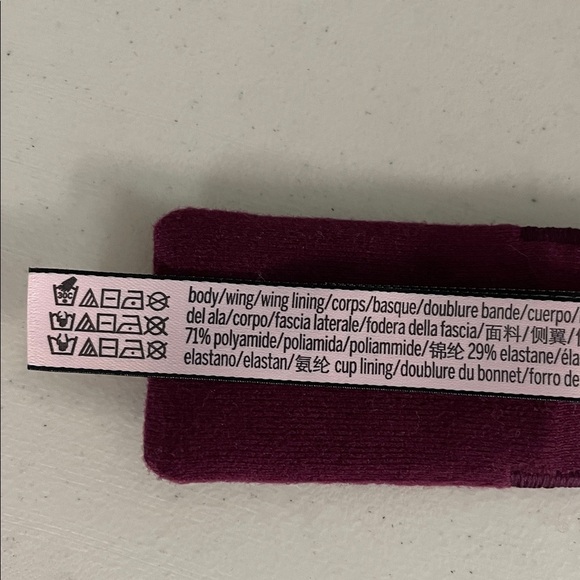 30C
body/wing/wing lining/corps/basque/doublure bande/cuerpo/
del ala/corpo/fascia laterale/fodera della fascia/面料/侧翼/
71% polyamide/poliamida/poliammide/锦纶 29% elastane/
elastano/elastan/氨纶 cup lining/doublure du bonnet/forro de